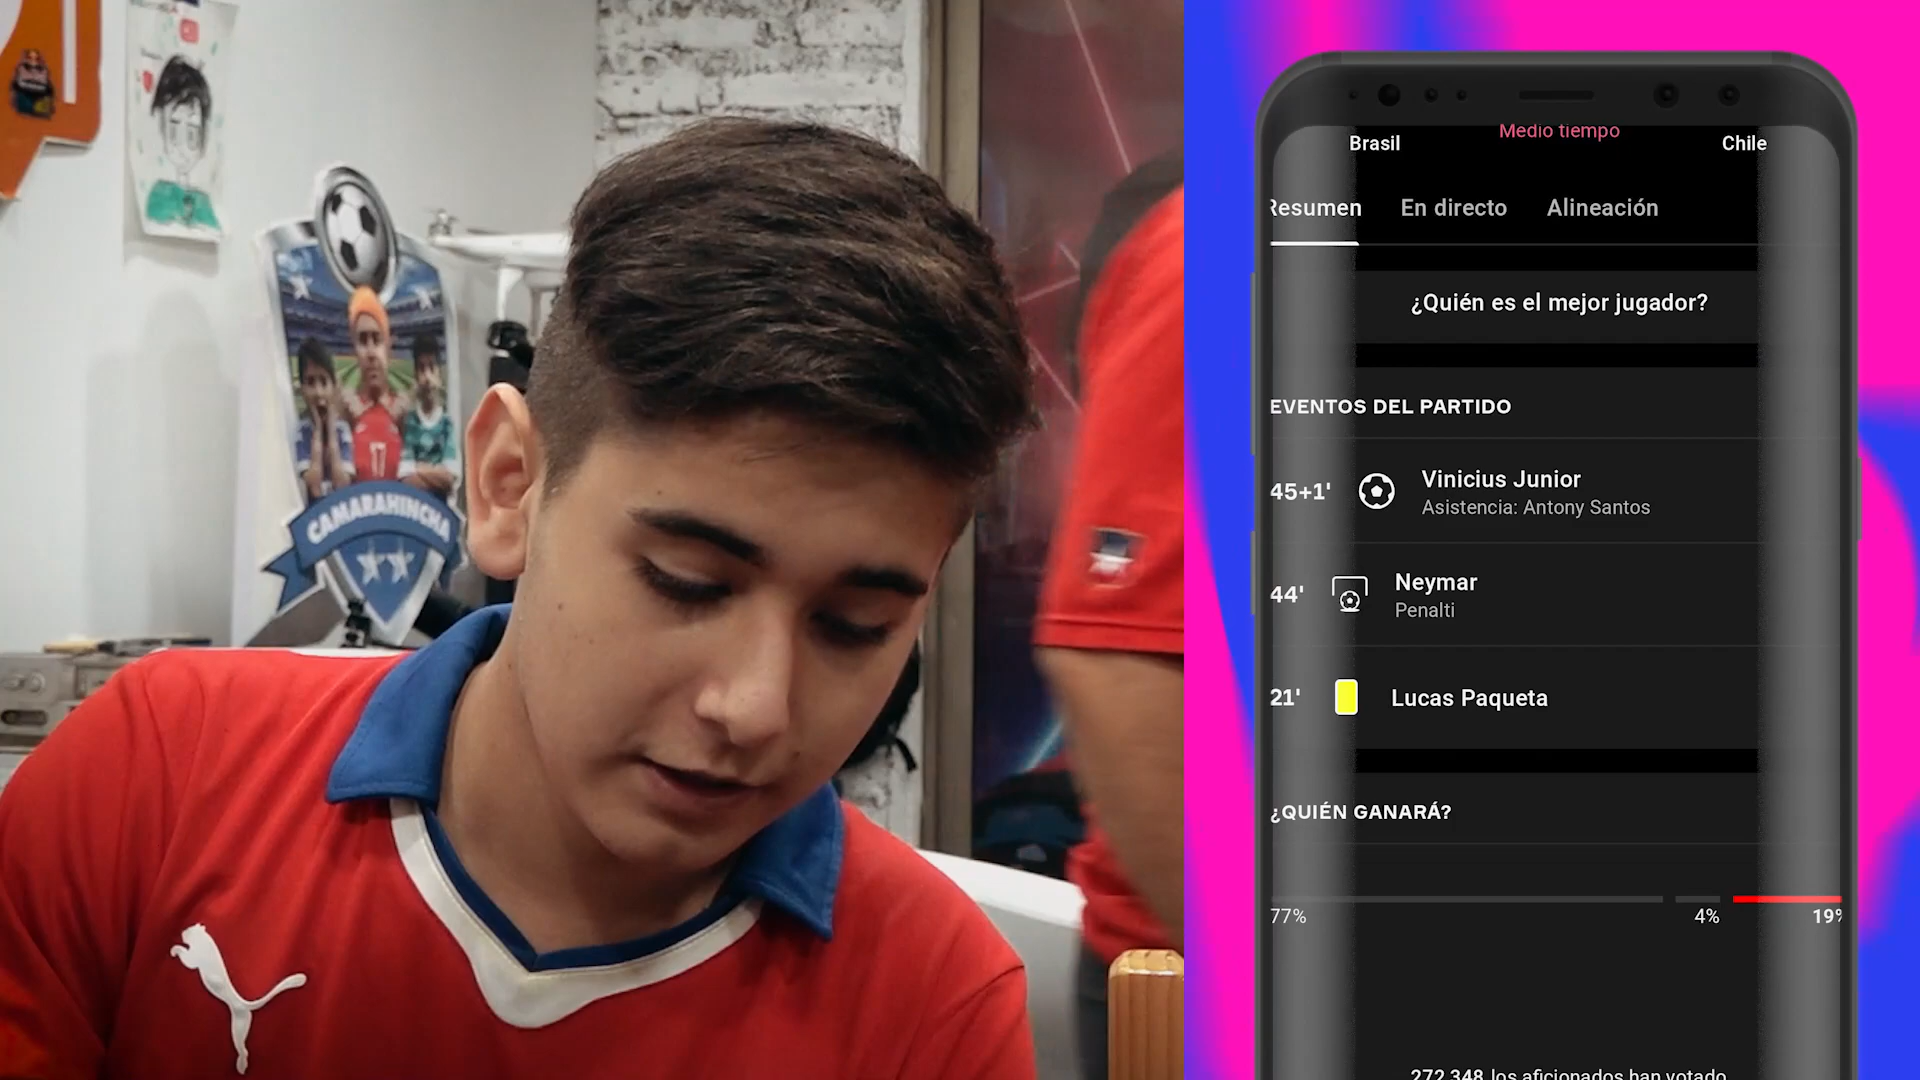 CAMARAHINCHA
17
Medio tiempo
Brasil
Chile
Resumen
En directo
Alineación
¿Quién es el mejor jugador?
EVENTOS DEL PARTIDO
45+1'
Vinicius Junior
Asistencia: Antony Santos
44'
Neymar
Penalti
21'
Lucas Paqueta
¿QUIÉN GANARÁ?
77%
4%
19%
272.348 los aficionados han votado